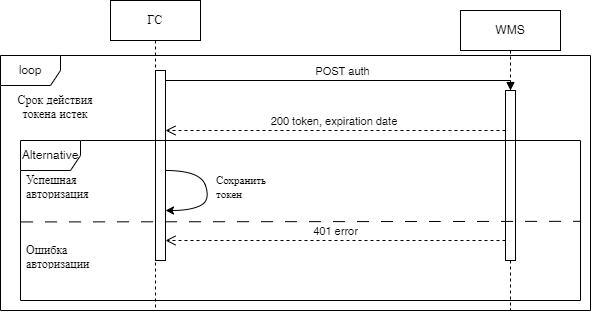 ГС
WMS
loop
POST auth
Срок действия
токена истек
200 token, expiration date
Alternative
Успешная
авторизация
Сохранить
токен
401 error
Ошибка
авторизации